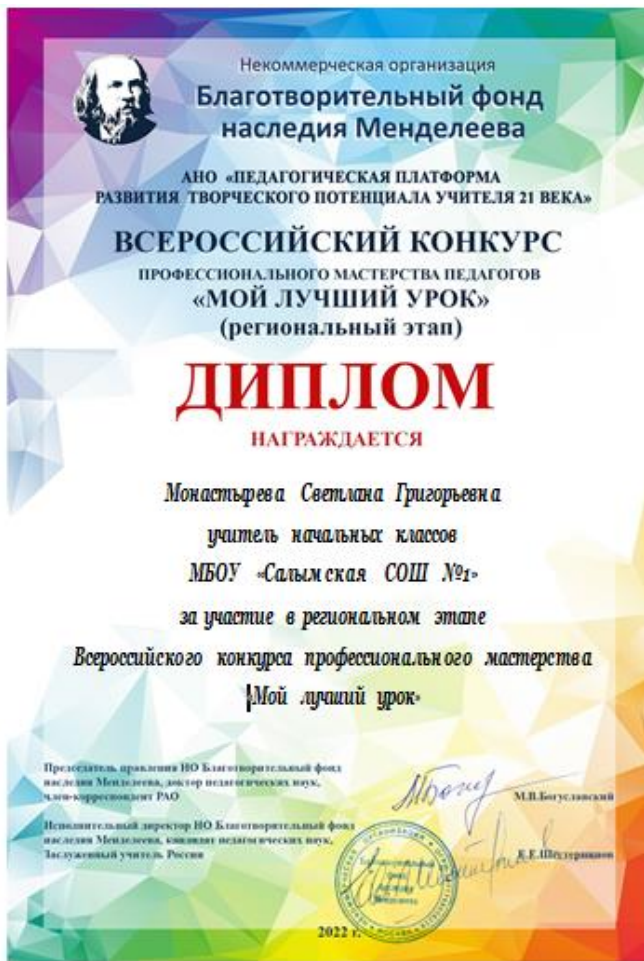 Некоммерческая организация
Благотворительный фонд
наследия Менделеева
АНО «ПЕДАГОГИЧЕСКАЯ ПЛАТФОРМА
РАЗВИТИЯ ТВОРЧЕСКОГО ПОТЕНЦИАЛА УЧИТЕЛЯ 21 ВЕКА»
ВСЕРОССИЙСКИЙ КОНКУРС
ПРОФЕССИОНАЛЬНОГО МАСТЕРСТВА ПЕДАГОГОВ
«МОЙ ЛУЧШИЙ УРОК»
(региональный этап)
ДИПЛОМ
НАГРАЖДАЕТСЯ
Монастырева Светлана Григорьевна
учитель начальных классов
МБОУ «Салымская СОШ №1»
за участие в региональном этапе
Всероссийского конкурса профессионального мастерства
«Мой лучший урок»
Председатель правления НО Благотворительный фонд
наследия Менделеева, доктор педагогических наук,
член-корреспондент РАО
М.В.Богуславский
Исполнительный директор НО Благотворительный фонд
наследия Менделеева, кандидат педагогических наук,
Заслуженный учитель России
Благотворительный
фонд
наследия
Менделеева
2022 г.